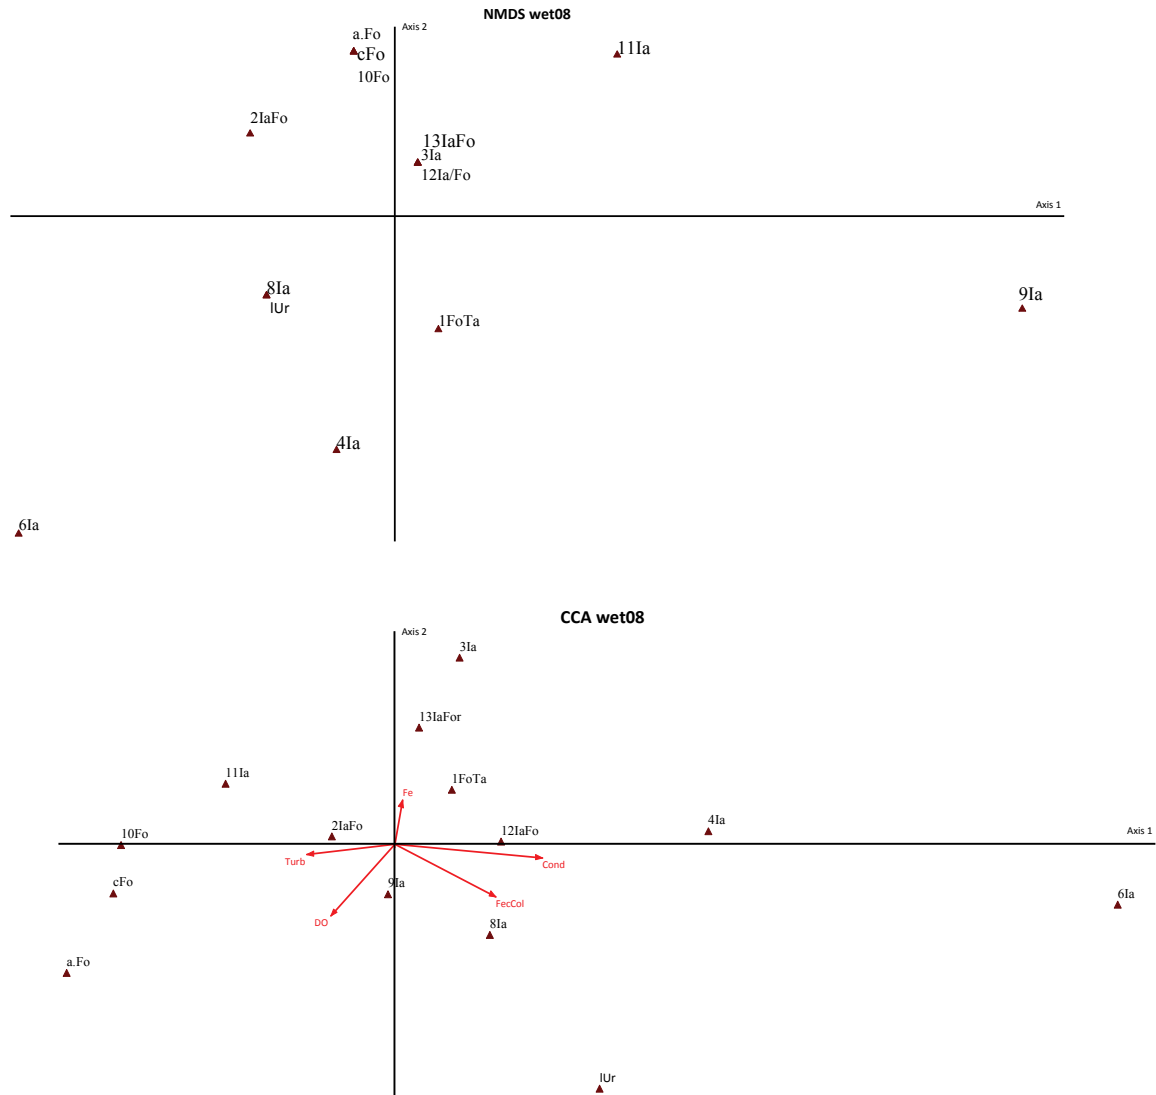 NMDS wet08
Axis 2
a.Fo
cFo
10Fo
11Ia
2IaFo
13IaFo
3Ia
12Ia/Fo
Axis 1
8Ia
lUr
9Ia
1FoTa
4Ia
6Ia
CCA wet08
Axis 2
3Ia
13IaFor
11Ia
1FoTa
Fe
2IaFo
12IaFo
4Ia
Axis 1
10Fo
Turb
Cond
cFo
9Ia
FecCol
6Ia
DO
8Ia
a.Fo
lUr